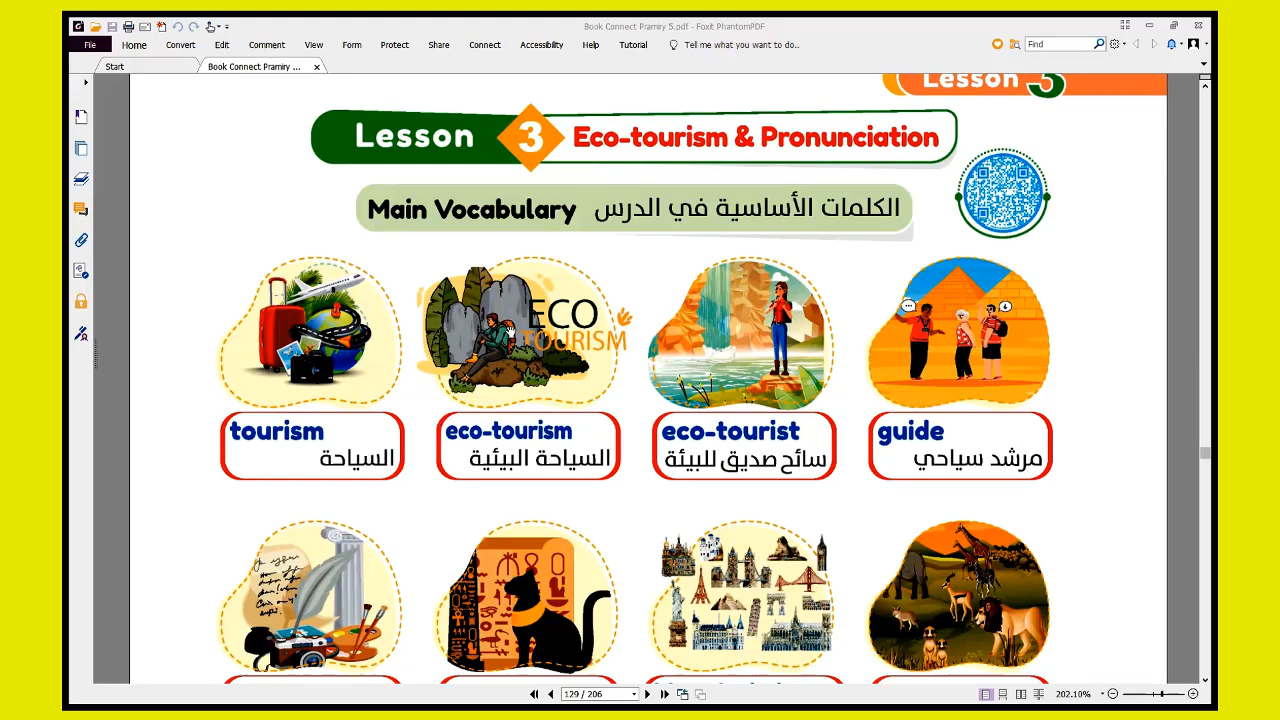 Book Connect Pramiry 5.pdf - Foxit PhantomPDF
File Home Convert Edit Comment View Form Protect Share Connect Accessibility Help Tutorial Tell me what you want to do.. Find
Start Book Connect Pramiry ...
Lesson 3
Lesson 3 Eco-tourism & Pronunciation
Main Vocabulary الكلمات الأساسية في الدرس
ECO
TOURISM
tourism
السياحة
eco-tourism
السياحة البيئية
eco-tourist
سائح صديق للبيئة
guide
مرشد سياحي
129 / 206
202.10%